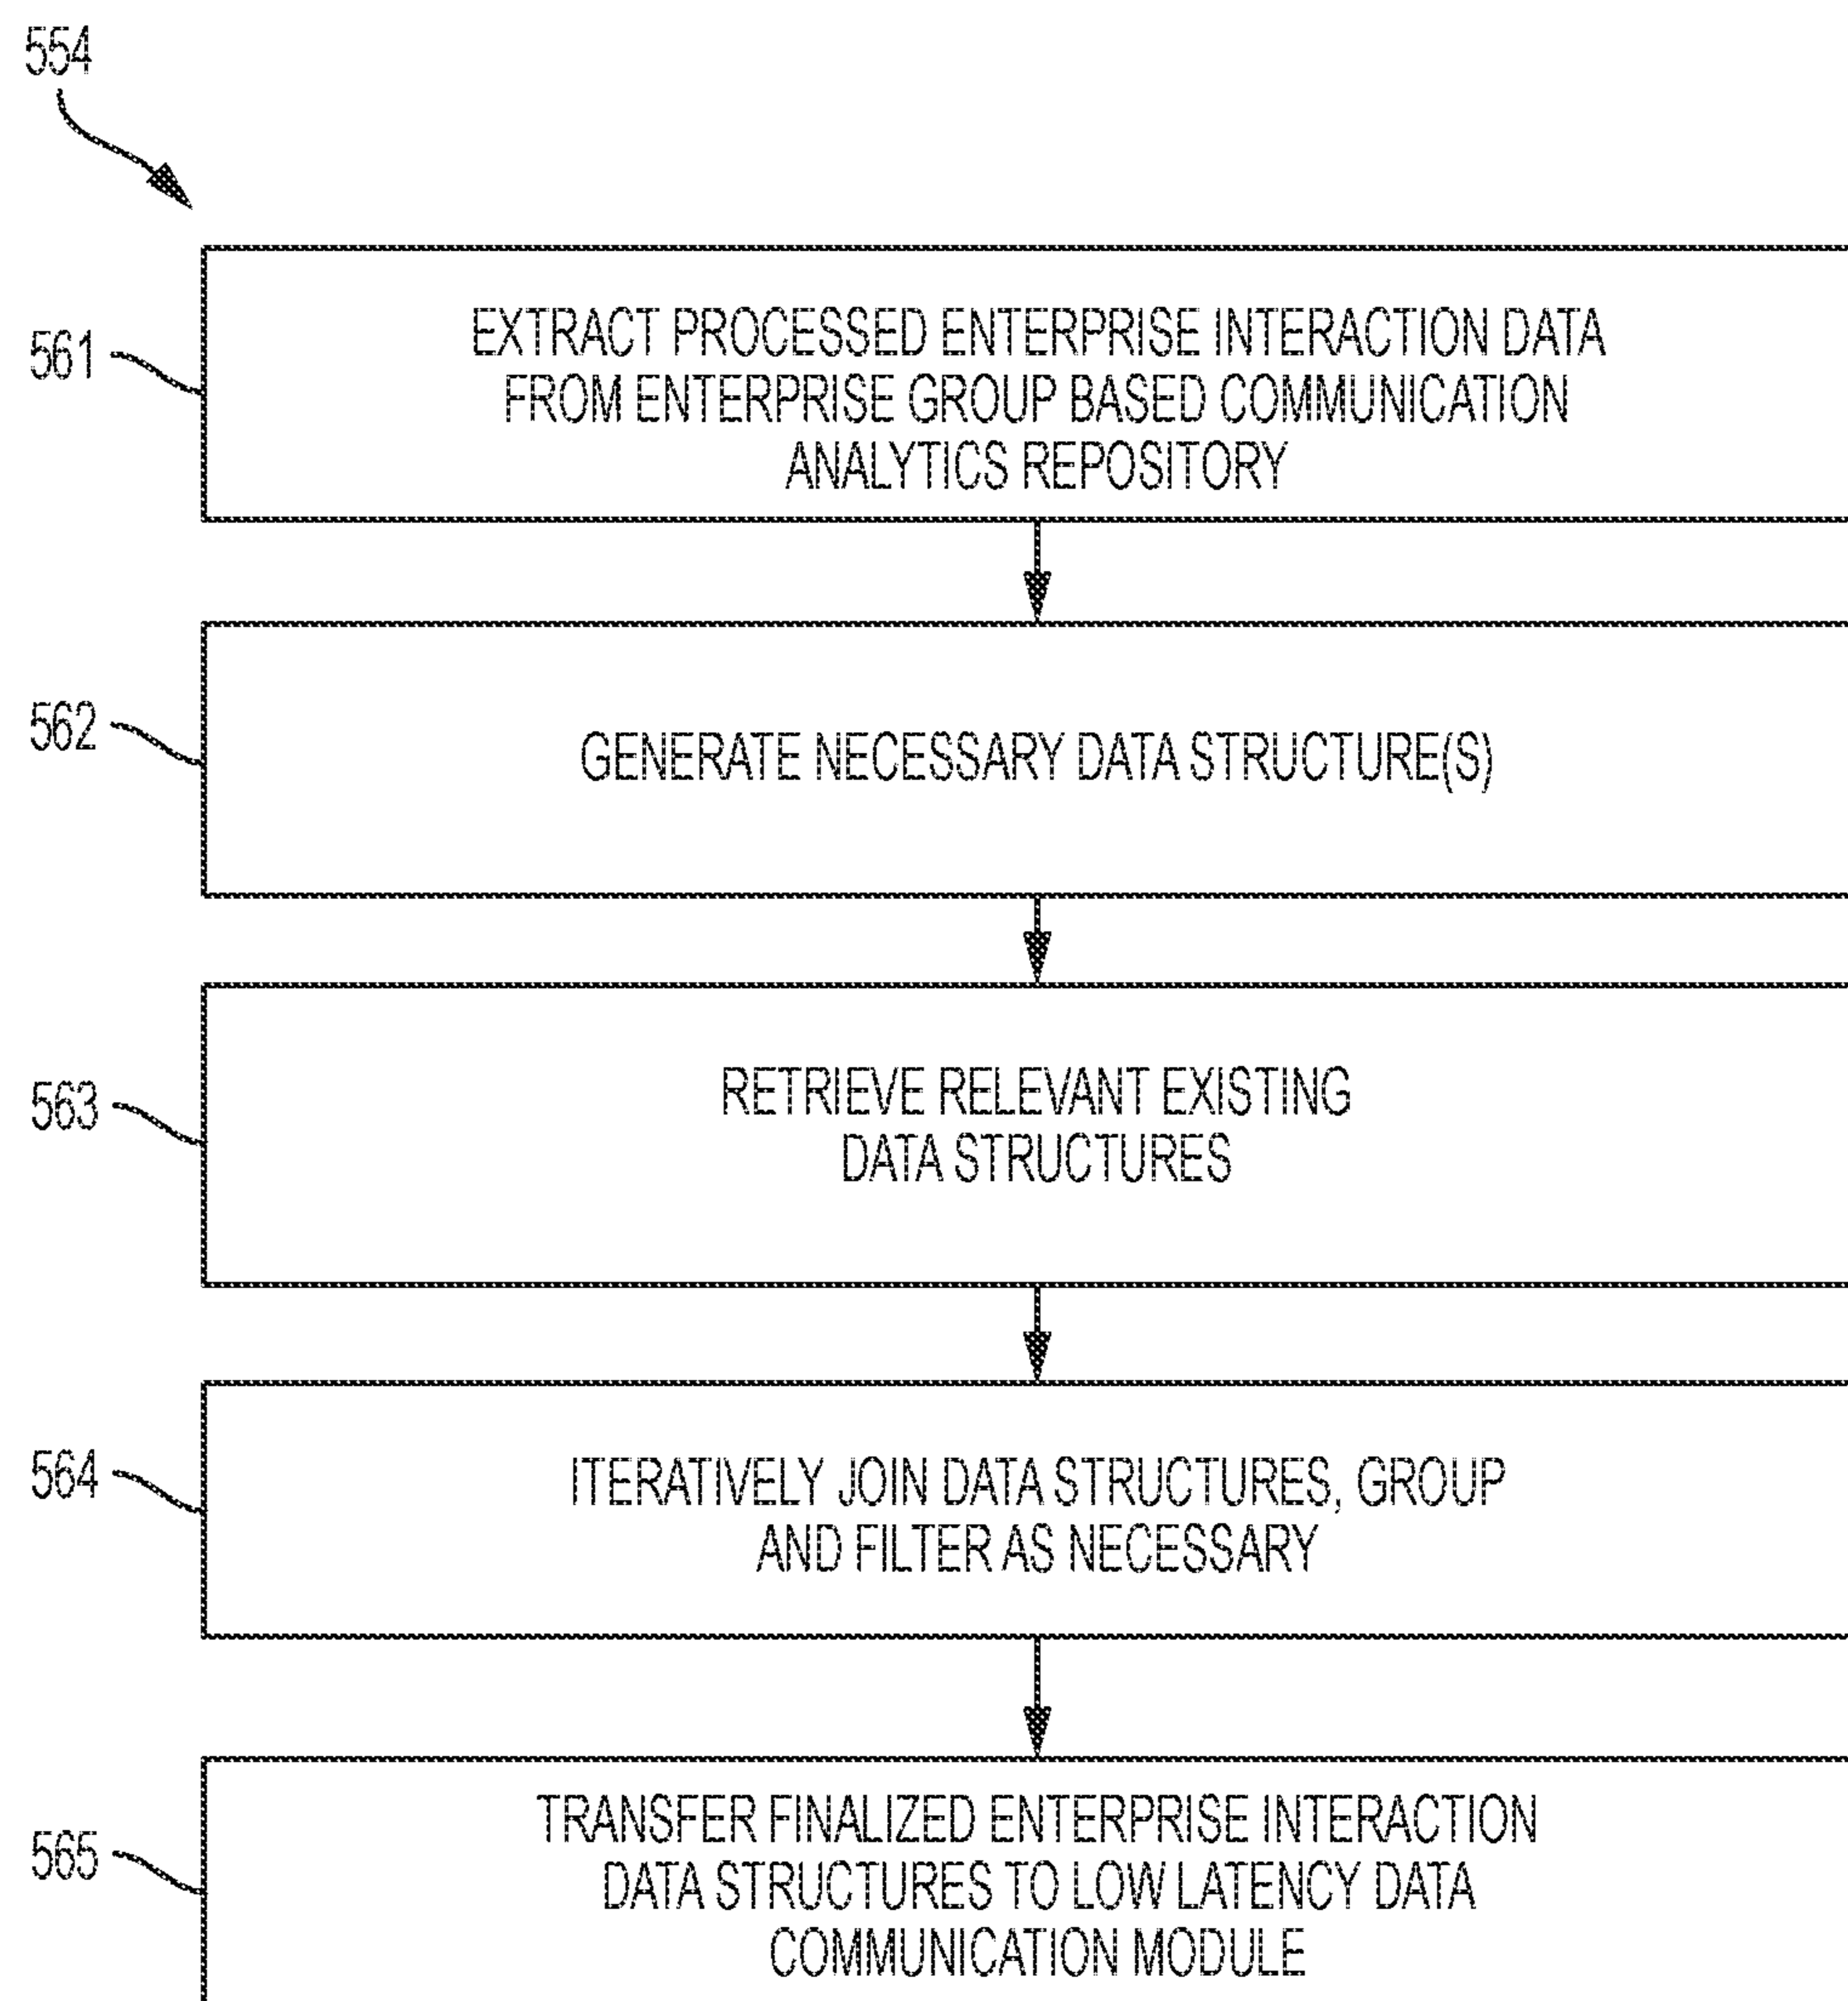 554
561
EXTRACT PROCESSED ENTERPRISE INTERACTION DATA
FROM ENTERPRISE GROUP BASED COMMUNICATION
ANALYTICS REPOSITORY
562
GENERATE NECESSARY DATA STRUCTURE(S)
563
RETRIEVE RELEVANT EXISTING
DATA STRUCTURES
564
ITERATIVELY JOIN DATA STRUCTURES, GROUP
AND FILTER AS NECESSARY
565
TRANSFER FINALIZED ENTERPRISE INTERACTION
DATA STRUCTURES TO LOW LATENCY DATA
COMMUNICATION MODULE